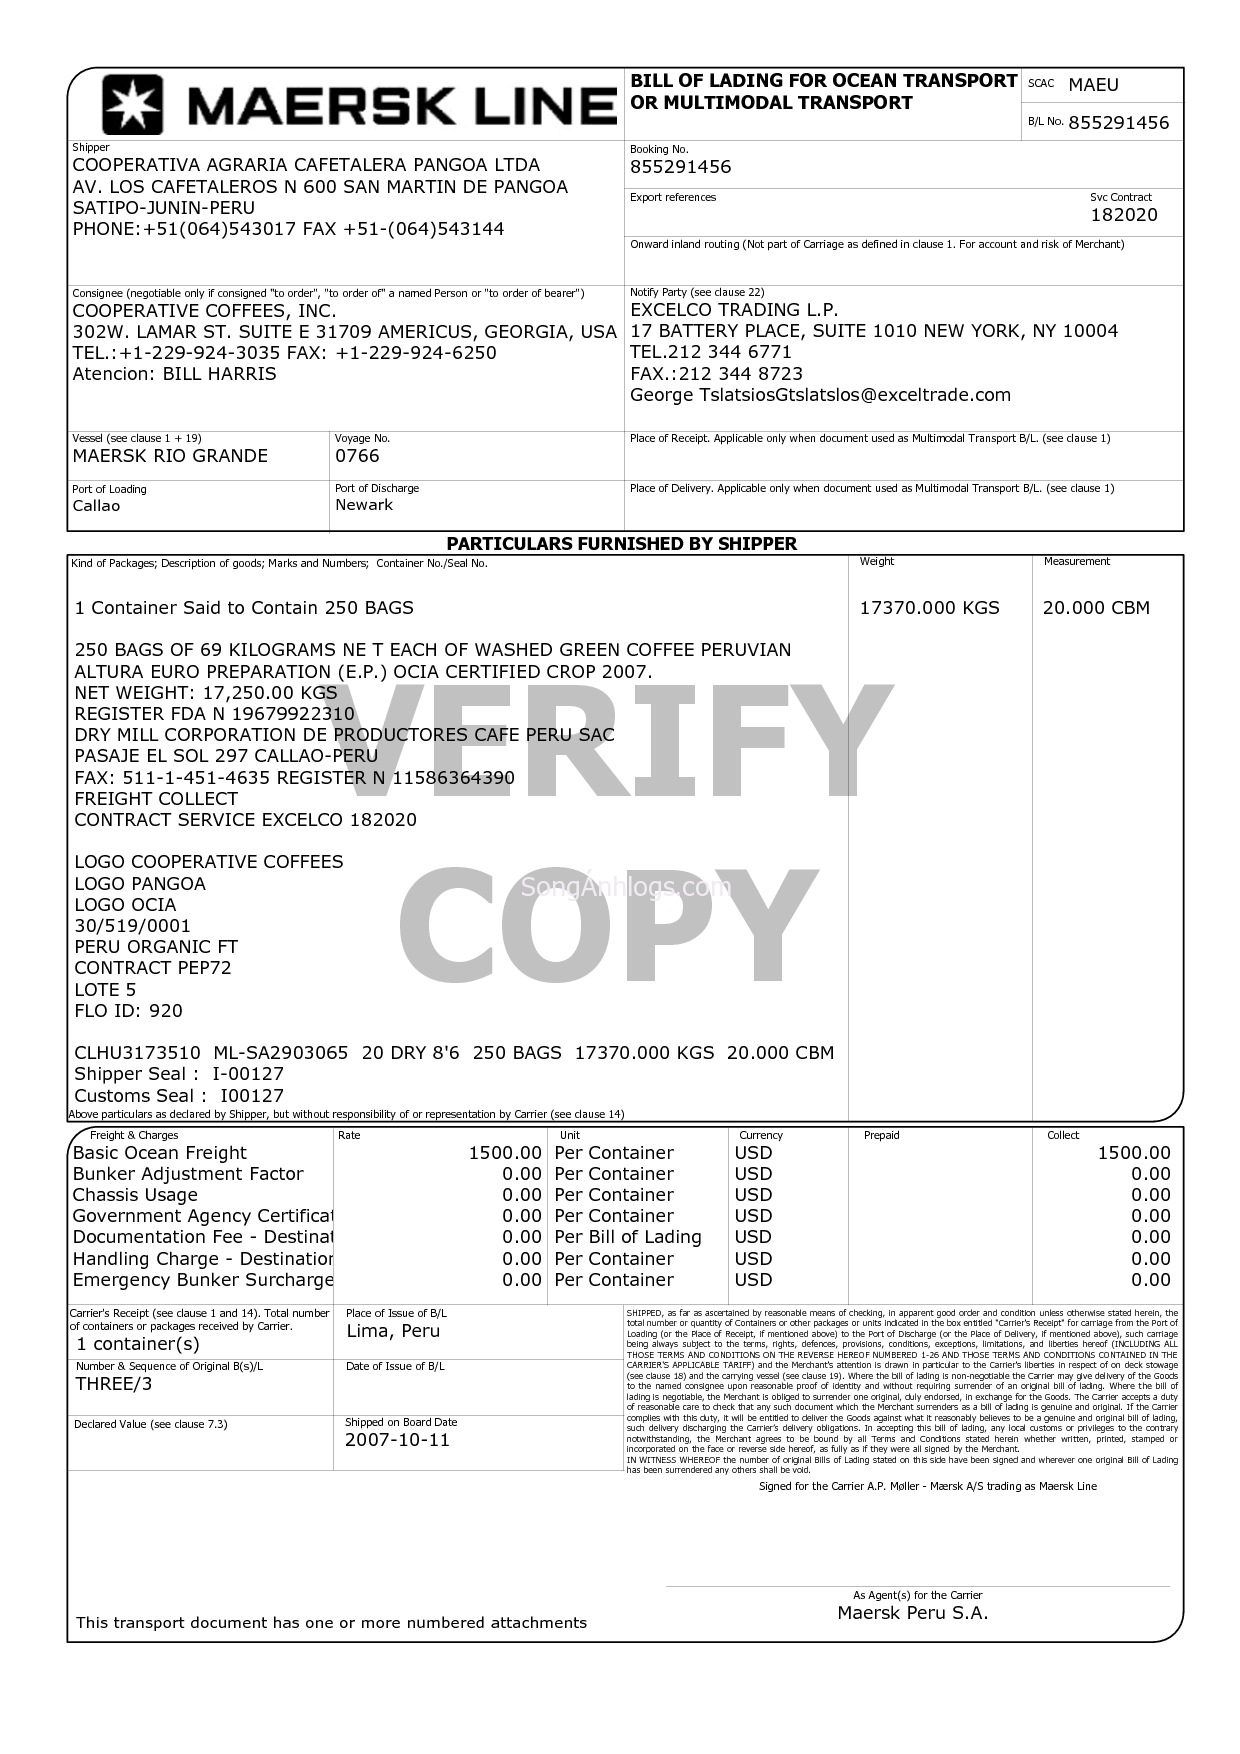 MAERSK LINE
BILL OF LADING FOR OCEAN TRANSPORT
OR MULTIMODAL TRANSPORT
SCAC MAEU
B/L No. 855291456
Shipper
COOPERATIVA AGRARIA CAFETALERA PANGOA LTDA
AV. LOS CAFETALEROS N 600 SAN MARTIN DE PANGOA
SATIPO-JUNIN-PERU
PHONE:+51(064)543017 FAX +51-(064)543144
Booking No.
855291456
Export references
Svc Contract
182020
Onward inland routing (Not part of Carriage as defined in clause 1. For account and risk of Merchant)
Consignee (negotiable only if consigned "to order", "to order of" a named Person or "to order of bearer")
COOPERATIVE COFFEES, INC.
302W. LAMAR ST. SUITE E 31709 AMERICUS, GEORGIA, USA
TEL.:+1-229-924-3035 FAX: +1-229-924-6250
Atencion: BILL HARRIS
Notify Party (see clause 22)
EXCELCO TRADING L.P.
17 BATTERY PLACE, SUITE 1010 NEW YORK, NY 10004
TEL.212 344 6771
FAX.:212 344 8723
George TslatsiosGtslatslos@exceltrade.com
Vessel (see clause 1 + 19)
MAERSK RIO GRANDE
Voyage No.
0766
Place of Receipt. Applicable only when document used as Multimodal Transport B/L. (see clause 1)
Port of Loading
Callao
Port of Discharge
Newark
Place of Delivery. Applicable only when document used as Multimodal Transport B/L. (see clause 1)
PARTICULARS FURNISHED BY SHIPPER
Kind of Packages; Description of goods; Marks and Numbers; Container No./Seal No.
Weight
Measurement
1 Container Said to Contain 250 BAGS 17370.000 KGS 20.000 CBM
250 BAGS OF 69 KILOGRAMS NE T EACH OF WASHED GREEN COFFEE PERUVIAN
ALTURA EURO PREPARATION (E.P.) OCIA CERTIFIED CROP 2007.
NET WEIGHT: 17,250.00 KGS
REGISTER FDA N 19679922310
DRY MILL CORPORATION DE PRODUCTORES CAFE PERU SAC
PASAJE EL SOL 297 CALLAO-PERU
FAX: 511-1-451-4635 REGISTER N 11586364390
FREIGHT COLLECT
CONTRACT SERVICE EXCELCO 182020
VERIFY
COPY
SongÁnhlogs.com
LOGO COOPERATIVE COFFEES
LOGO PANGOA
LOGO OCIA
30/519/0001
PERU ORGANIC FT
CONTRACT PEP72
LOTE 5
FLO ID: 920
CLHU3173510 ML-SA2903065 20 DRY 8'6 250 BAGS 17370.000 KGS 20.000 CBM
Shipper Seal : I-00127
Customs Seal : I00127
Above particulars as declared by Shipper, but without responsibility of or representation by Carrier (see clause 14)
Freight & Charges Rate Unit Currency Prepaid Collect
Basic Ocean Freight 1500.00 Per Container USD 1500.00
Bunker Adjustment Factor 0.00 Per Container USD 0.00
Chassis Usage 0.00 Per Container USD 0.00
Government Agency Certificat 0.00 Per Container USD 0.00
Documentation Fee - Destinat 0.00 Per Bill of Lading USD 0.00
Handling Charge - Destination 0.00 Per Container USD 0.00
Emergency Bunker Surcharge 0.00 Per Container USD 0.00
Carrier's Receipt (see clause 1 and 14). Total number
of containers or packages received by Carrier.
1 container(s)
Place of Issue of B/L
Lima, Peru
Number & Sequence of Original B(s)/L
THREE/3
Date of Issue of B/L
Declared Value (see clause 7.3)
Shipped on Board Date
2007-10-11
SHIPPED, as far as ascertained by reasonable means of checking, in apparent good order and condition unless otherwise stated herein, the
total number or quantity of Containers or other packages or units indicated in the box entitled "Carrier's Receipt" for carriage from the Port of
Loading (or the Place of Receipt, if mentioned above) to the Port of Discharge (or the Place of Delivery, if mentioned above), such carriage
being always subject to the terms, rights, defences, provisions, conditions, exceptions, limitations, and liberties hereof (INCLUDING ALL
THOSE TERMS AND CONDITIONS ON THE REVERSE HEREOF NUMBERED 1-26 AND THOSE TERMS AND CONDITIONS CONTAINED IN THE
CARRIER'S APPLICABLE TARIFF) and the Merchant's attention is drawn in particular to the Carrier's liberties in respect of on deck stowage
(see clause 18) and the carrying vessel (see clause 19). Where the bill of lading is non-negotiable the Carrier may give delivery of the Goods
to the named consignee upon reasonable proof of identity and without requiring surrender of an original bill of lading. Where the bill of
lading is negotiable, the Merchant is obliged to surrender one original, duly endorsed, in exchange for the Goods. The Carrier accepts a duty
of reasonable care to check that any such document which the Merchant surrenders as a bill of lading is genuine and original. If the Carrier
complies with this duty, it will be entitled to deliver the Goods against what it reasonably believes to be a genuine and original bill of lading,
such delivery discharging the Carrier's delivery obligations. In accepting this bill of lading, any local customs or privileges to the contrary
notwithstanding, the Merchant agrees to be bound by all Terms and Conditions stated herein whether written, printed, stamped or
incorporated on the face or reverse side hereof, as fully as if they were all signed by the Merchant.
IN WITNESS WHEREOF the number of original Bills of Lading stated on this side have been signed and wherever one original Bill of Lading
has been surrendered any others shall be void.
Signed for the Carrier A.P. Møller - Mærsk A/S trading as Maersk Line
As Agent(s) for the Carrier
Maersk Peru S.A.
This transport document has one or more numbered attachments